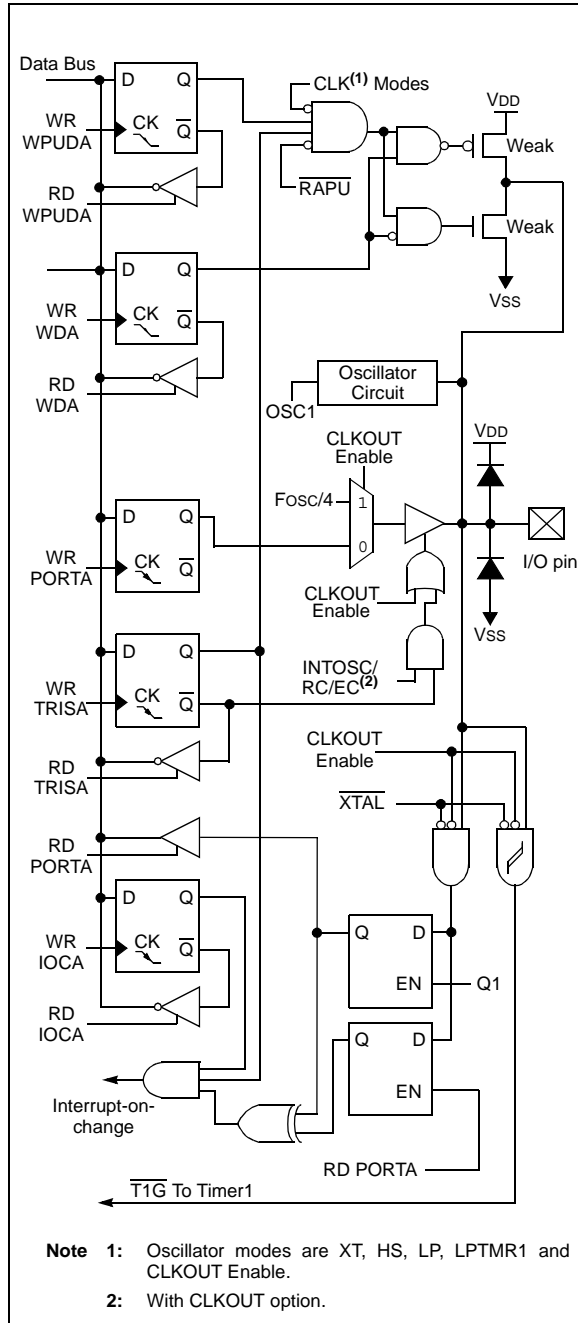 Data Bus
D Q
WR
WPUDA
CK Q
RD
WPUDA
CLK(1) Modes
RAPU
VDD
Weak
Weak
VSS
D Q
WR
WDA
CK Q
RD
WDA
Oscillator
Circuit
OSC1
CLKOUT
Enable
VDD
FOSC/4
1
0
I/O pin
D Q
WR
PORTA
CK Q
CLKOUT
Enable
VSS
INTOSC/
RC/EC(2)
D Q
WR
TRISA
CK Q
RD
TRISA
CLKOUT
Enable
XTAL
RD
PORTA
D Q
WR
IOCA
CK Q
RD
IOCA
Q D
EN
Q1
Q D
EN
Interrupt-on-
change
RD PORTA
T1G To Timer1
Note 1: Oscillator modes are XT, HS, LP, LPTMR1 and
CLKOUT Enable.
2: With CLKOUT option.